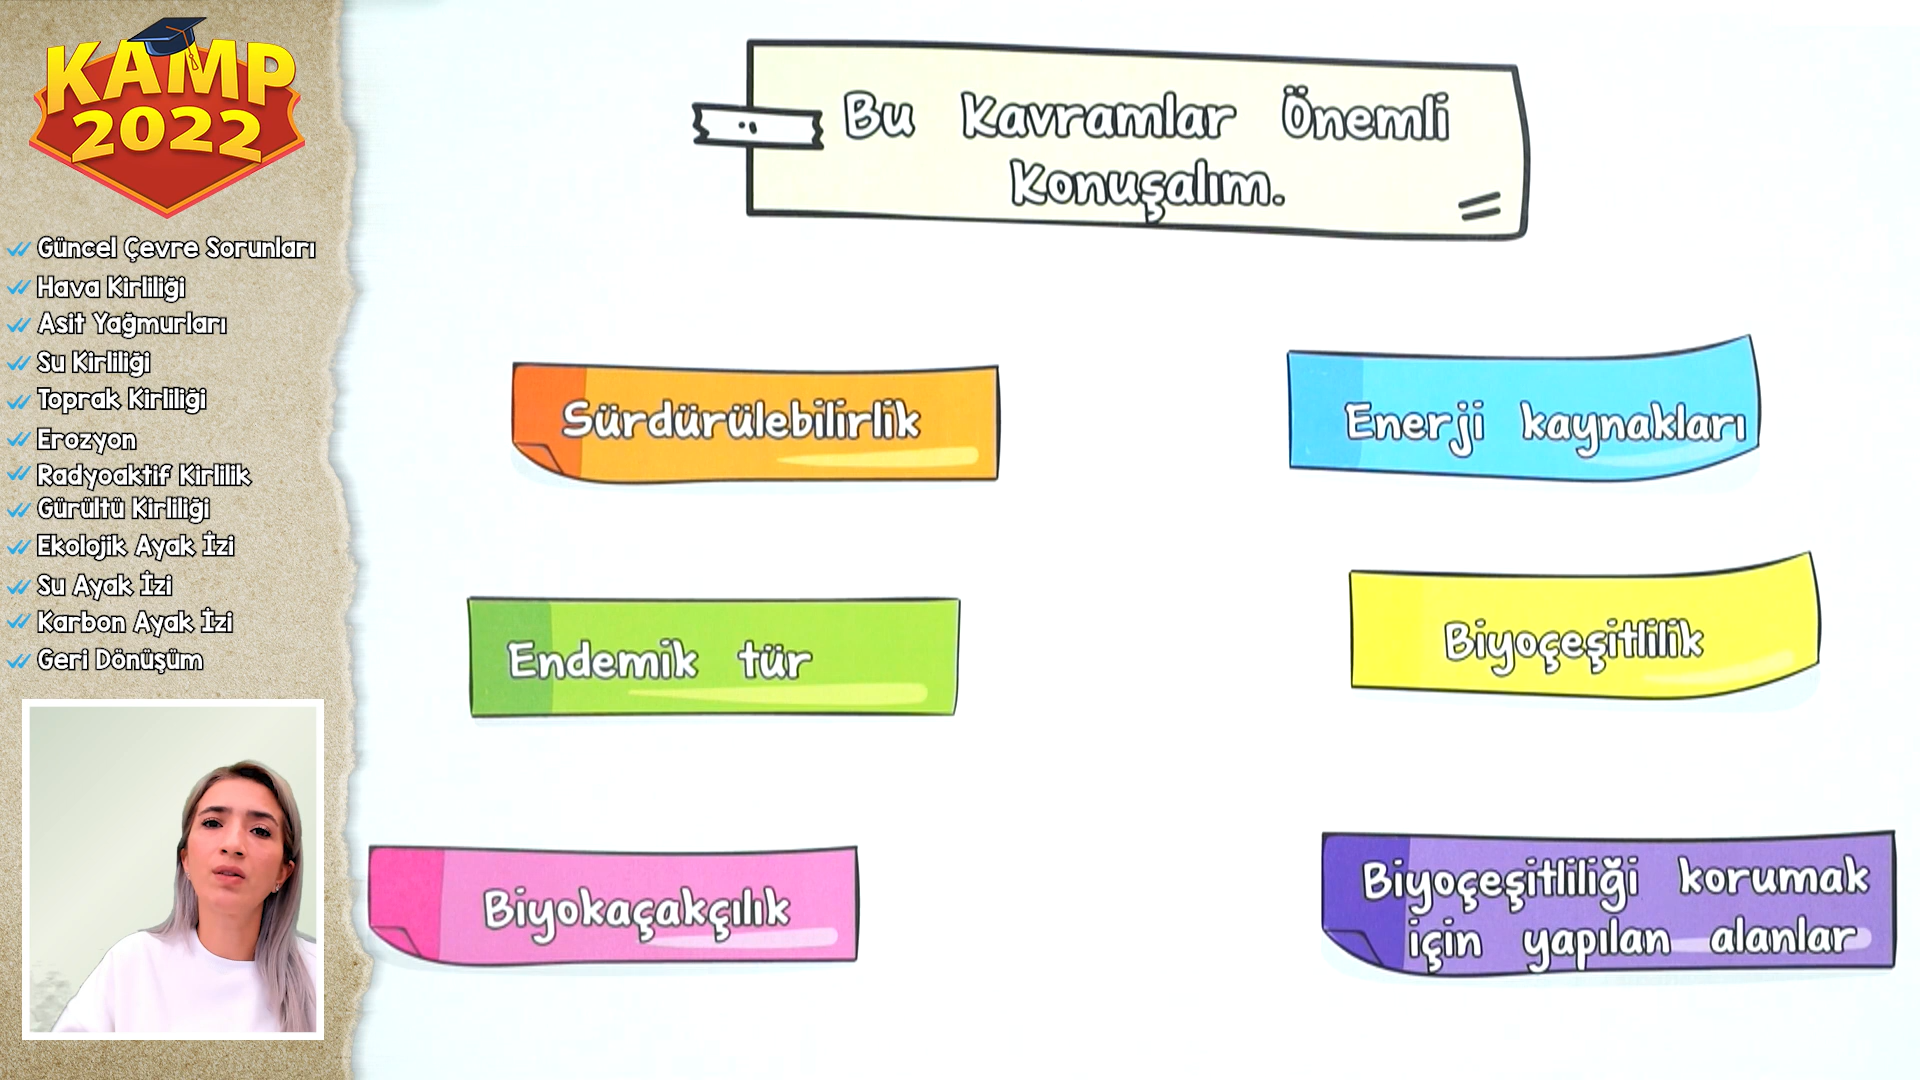 KAMP
2022
Güncel Çevre Sorunları
Hava Kirliliği
Asit Yağmurları
Su Kirliliği
Toprak Kirliliği
Erozyon
Radyoaktif Kirlilik
Gürültü Kirliliği
Ekolojik Ayak İzi
Su Ayak İzi
Karbon Ayak İzi
Geri Dönüşüm
Bu Kavramlar Önemli
Konuşalım.
Sürdürülebilirlik
Enerji kaynakları
Endemik tür
Biyoçeşitlilik
Biyokaçakçılık
Biyoçeşitliliği korumak
için yapılan alanlar